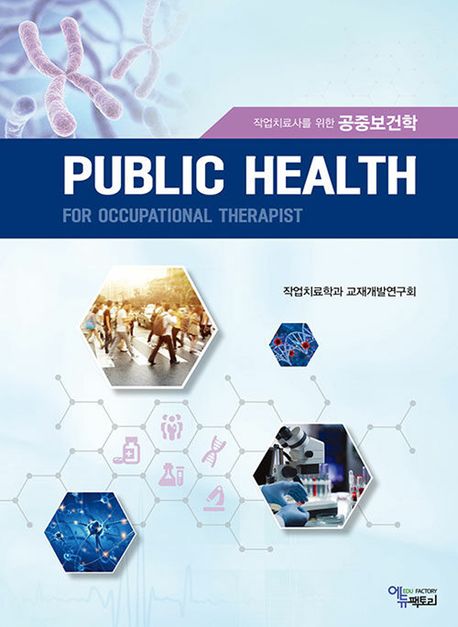 작업치료사를 위한 공중보건학
PUBLIC HEALTH
FOR OCCUPATIONAL THERAPIST
작업치료학과 교재개발연구회
에듀팩토리
EDU FACTORY